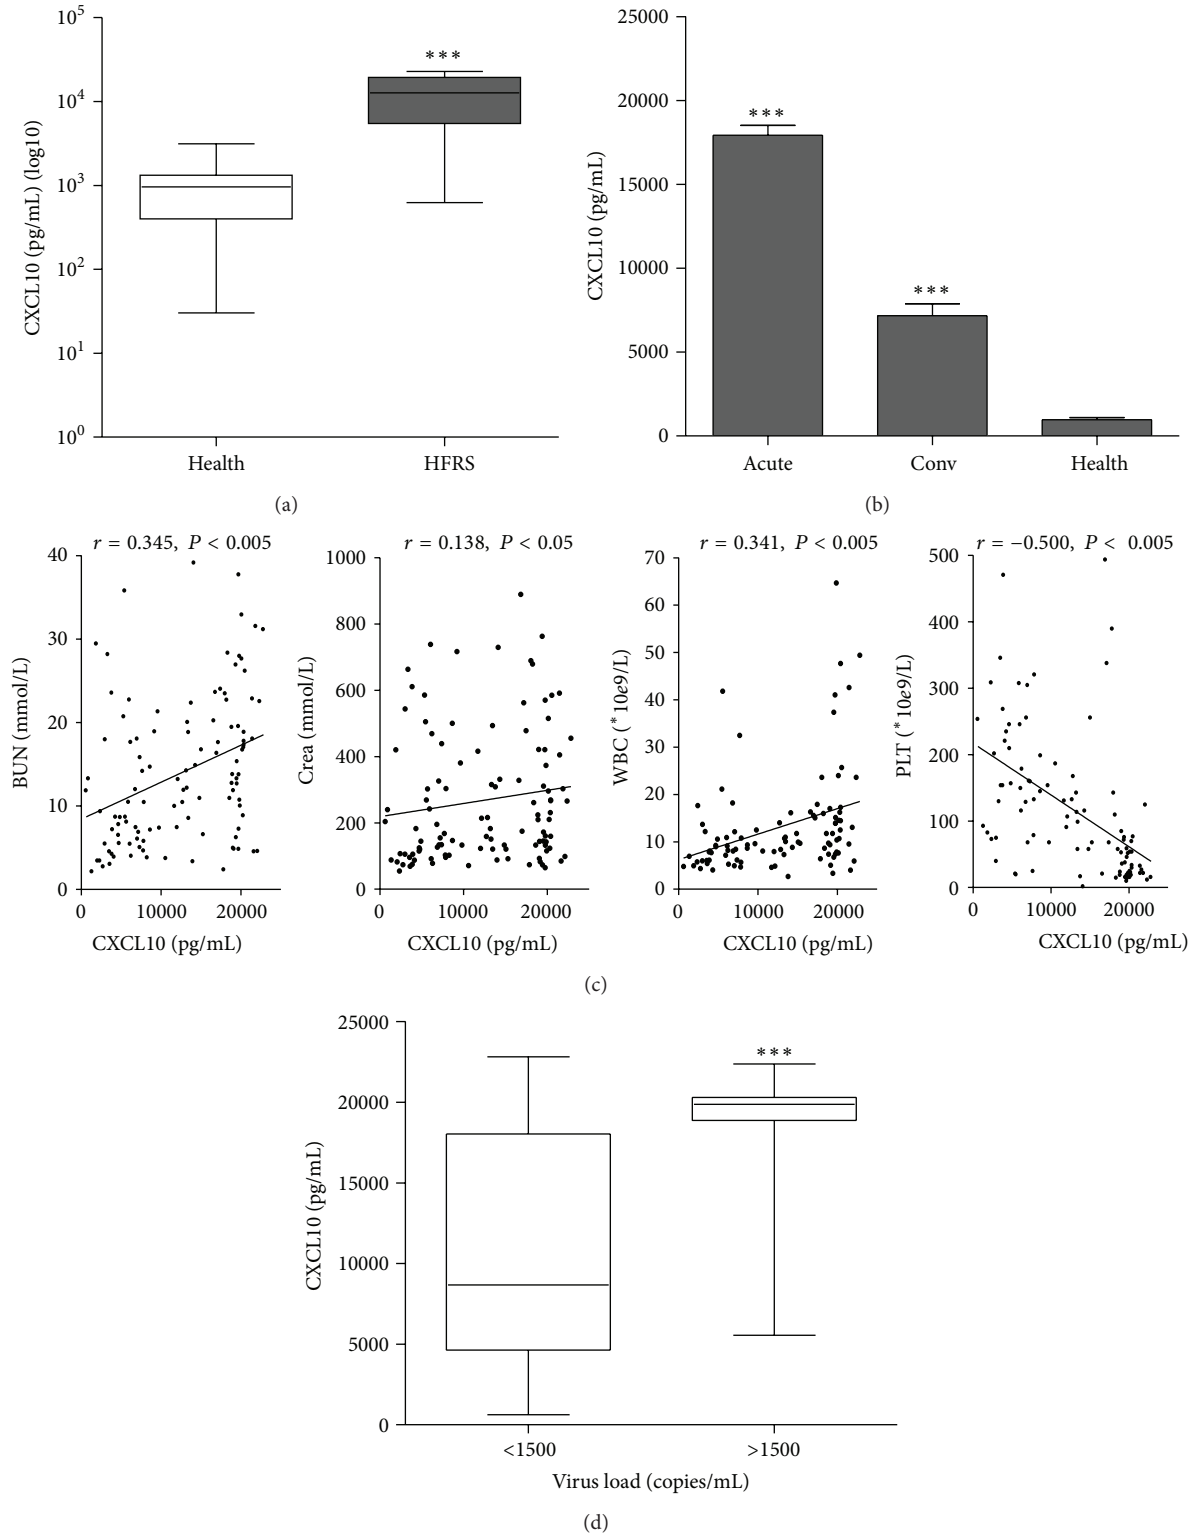 10^5
10^4
10^3
10^2
10^1
10^0
CXCL10 (pg/mL) (log10)
***
Health
HFRS
(a)
25000
20000
15000
10000
5000
0
CXCL10 (pg/mL)
***
***
Acute
Conv
Health
(b)
r = 0.345, P < 0.005
40
30
20
10
0
BUN (mmol/L)
0
10000
20000
CXCL10 (pg/mL)
r = 0.138, P < 0.05
1000
800
600
400
200
0
Crea (mmol/L)
0
10000
20000
CXCL10 (pg/mL)
r = 0.341, P < 0.005
70
60
50
40
30
20
10
0
WBC (*10e9/L)
0
10000
20000
CXCL10 (pg/mL)
r = −0.500, P < 0.005
500
400
300
200
100
0
PLT (*10e9/L)
0
10000
20000
CXCL10 (pg/mL)
(c)
25000
20000
15000
10000
5000
0
CXCL10 (pg/mL)
***
<1500
>1500
Virus load (copies/mL)
(d)